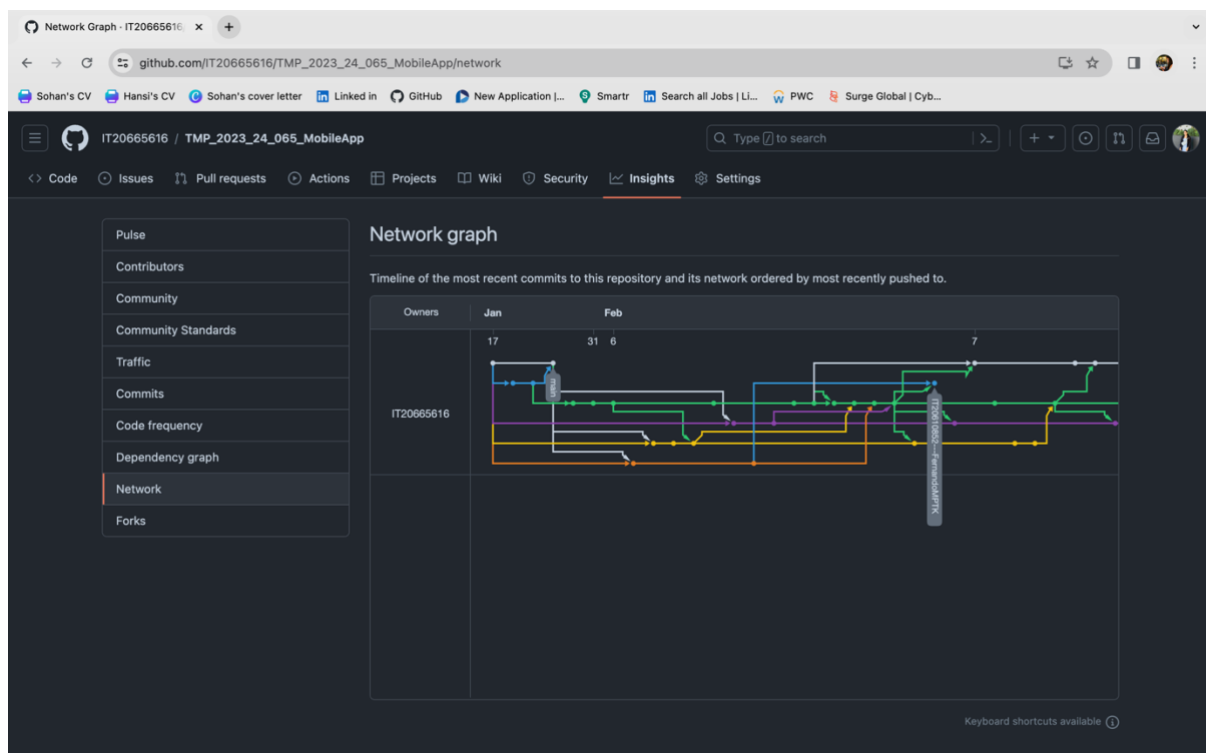 Network Graph · IT20665616
github.com/IT20665616/TMP_2023_24_065_MobileApp/network
Sohan's CV Hansi's CV Sohan's cover letter Linked in GitHub New Application |... Smartr Search all Jobs | Li... PWC Surge Global | Cyb...
IT20665616 / TMP_2023_24_065_MobileApp
Type / to search
Code Issues Pull requests Actions Projects Wiki Security Insights Settings
Pulse
Contributors
Community
Community Standards
Traffic
Commits
Code frequency
Dependency graph
Network
Forks
Network graph
Timeline of the most recent commits to this repository and its network ordered by most recently pushed to.
Owners Jan Feb
17 31 6 7
main
IT20665616
IT20610852---FernandoMPTK
Keyboard shortcuts available